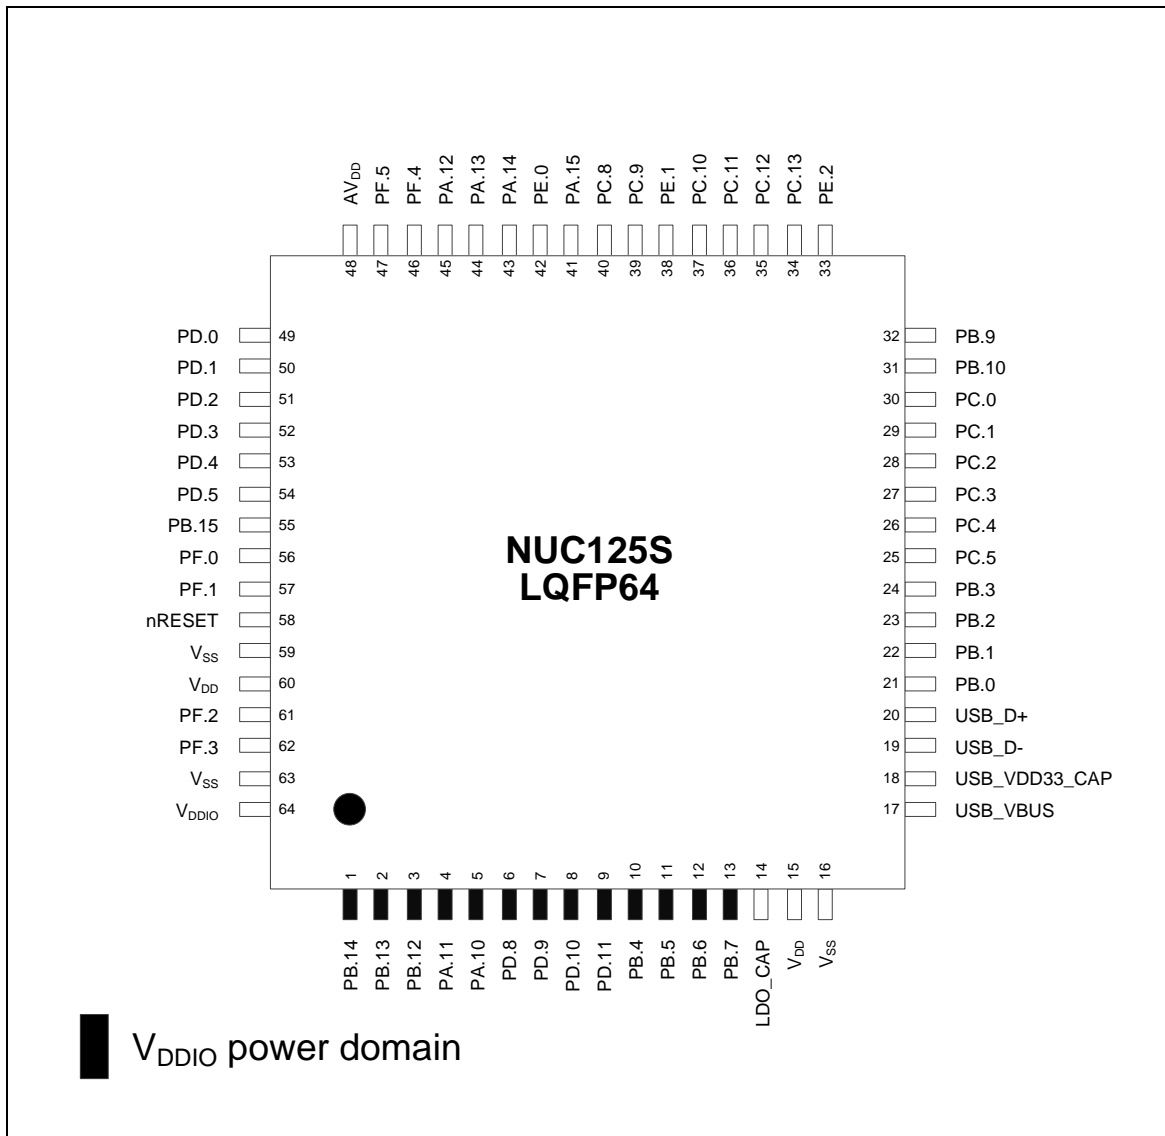 AVDD PF.5 PF.4 PA.12 PA.13 PA.14 PE.0 PA.15 PC.8 PC.9 PE.1 PC.10 PC.11 PC.12 PC.13 PE.2
48 47 46 45 44 43 42 41 40 39 38 37 36 35 34 33
PD.0 49 32 PB.9
PD.1 50 31 PB.10
PD.2 51 30 PC.0
PD.3 52 29 PC.1
PD.4 53 28 PC.2
PD.5 54 27 PC.3
PB.15 55 26 PC.4
NUC125S
PF.0 56 25 PC.5
LQFP64
PF.1 57 24 PB.3
nRESET 58 23 PB.2
VSS 59 22 PB.1
VDD 60 21 PB.0
PF.2 61 20 USB_D+
PF.3 62 19 USB_D-
VSS 63 18 USB_VDD33_CAP
VDDIO 64 17 USB_VBUS
1 2 3 4 5 6 7 8 9 10 11 12 13 14 15 16
PB.14 PB.13 PB.12 PA.11 PA.10 PD.8 PD.9 PD.10 PD.11 PB.4 PB.5 PB.6 PB.7 LDO_CAP VDD VSS
VDDIO power domain